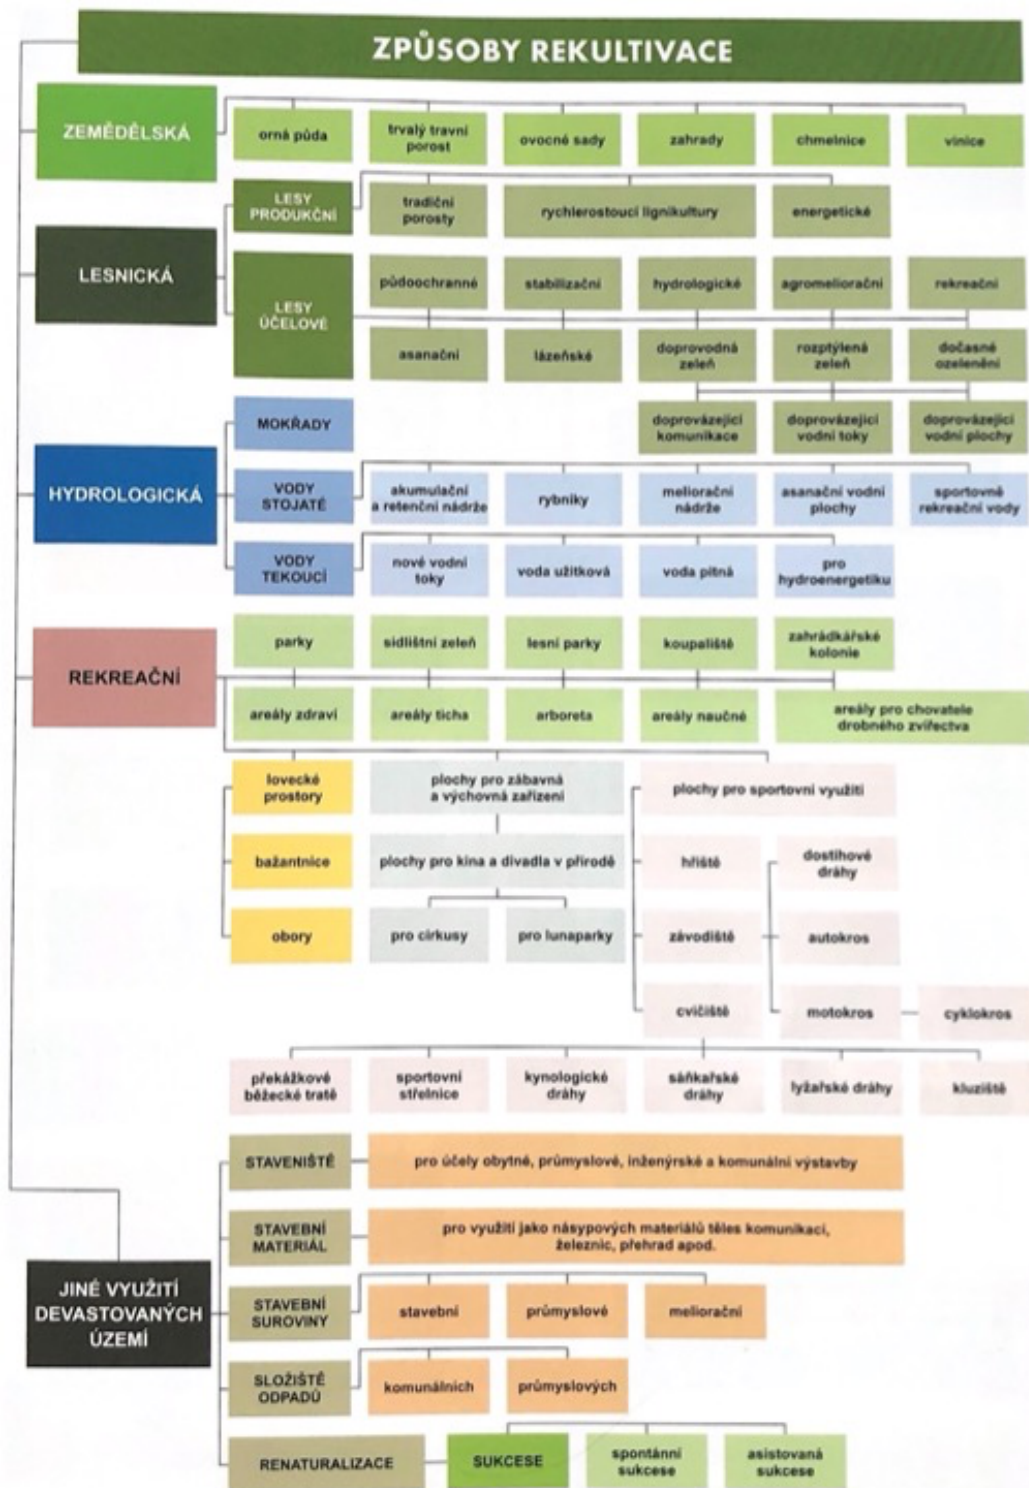 ZPŮSOBY REKULTIVACE
ZEMĚDĚLSKÁ
orná půda
trvalý travní
porost
ovocné sady
zahrady
chmelnice
vinice
LESNICKÁ
LESY
PRODUKČNÍ
tradiční
porosty
rychlerostoucí lignikultury
energetické
LESY
ÚČELOVÉ
půdoochranné
stabilizační
hydrologické
agromeliorační
rekreační
asanační
lázeňské
doprovodná
zeleň
rozptýlená
zeleň
dočasné
ozelenění
doprovázející
komunikace
doprovázející
vodní toky
doprovázející
vodní plochy
HYDROLOGICKÁ
MOKŘADY
VODY
STOJATÉ
akumulační
a retenční nádrže
rybníky
meliorační
nádrže
asanační vodní
plochy
sportovně
rekreační vody
VODY
TEKOUCÍ
nové vodní
toky
voda užitková
voda pitná
pro
hydroenergetiku
REKREAČNÍ
parky
sídlištní zeleň
lesní parky
koupaliště
zahrádkářské
kolonie
areály zdraví
areály ticha
arboreta
areály naučné
areály pro chovatele
drobného zvířectva
lovecké
prostory
plochy pro zábavná
a výchovná zařízení
plochy pro sportovní využití
bažantnice
plochy pro kina a divadla v přírodě
hřiště
dostihové
dráhy
obory
pro cirkusy
pro lunaparky
závodiště
autokros
cvičiště
motokros
cyklokros
překážkové
běžecké tratě
sportovní
střelnice
kynologické
dráhy
sáňkařské
dráhy
lyžařské dráhy
kluziště
JINÉ VYUŽITÍ
DEVASTOVANÝCH
ÚZEMÍ
STAVENIŠTĚ
pro účely obytné, průmyslové, inženýrské a komunální výstavby
STAVEBNÍ
MATERIÁL
pro využití jako násypových materiálů těles komunikací,
železnic, přehrad apod.
STAVEBNÍ
SUROVINY
stavební
průmyslové
meliorační
SLOŽIŠTĚ
ODPADŮ
komunálních
průmyslových
RENATURALIZACE
SUKCESE
spontánní
sukcese
asistovaná
sukcese